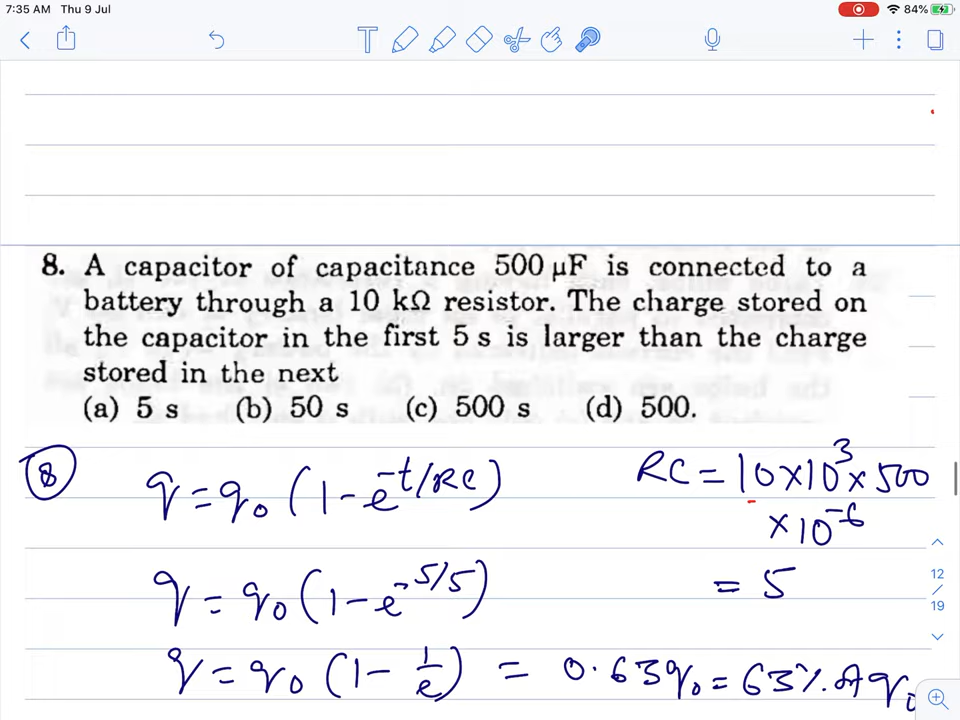 7:35 AM Thu 9 Jul 84%
T
8. A capacitor of capacitance 500 μF is connected to a
battery through a 10 kΩ resistor. The charge stored on
the capacitor in the first 5 s is larger than the charge
stored in the next
(a) 5 s (b) 50 s (c) 500 s (d) 500.
⑧ q = q₀ (1 − e^−t/RC) RC = 10 × 10³ × 500
× 10⁻⁶
q = q₀ (1 − e^−5/5) = 5
q = q₀ (1 − 1/e) = 0.63q₀ = 63% of q₀
12
/
19